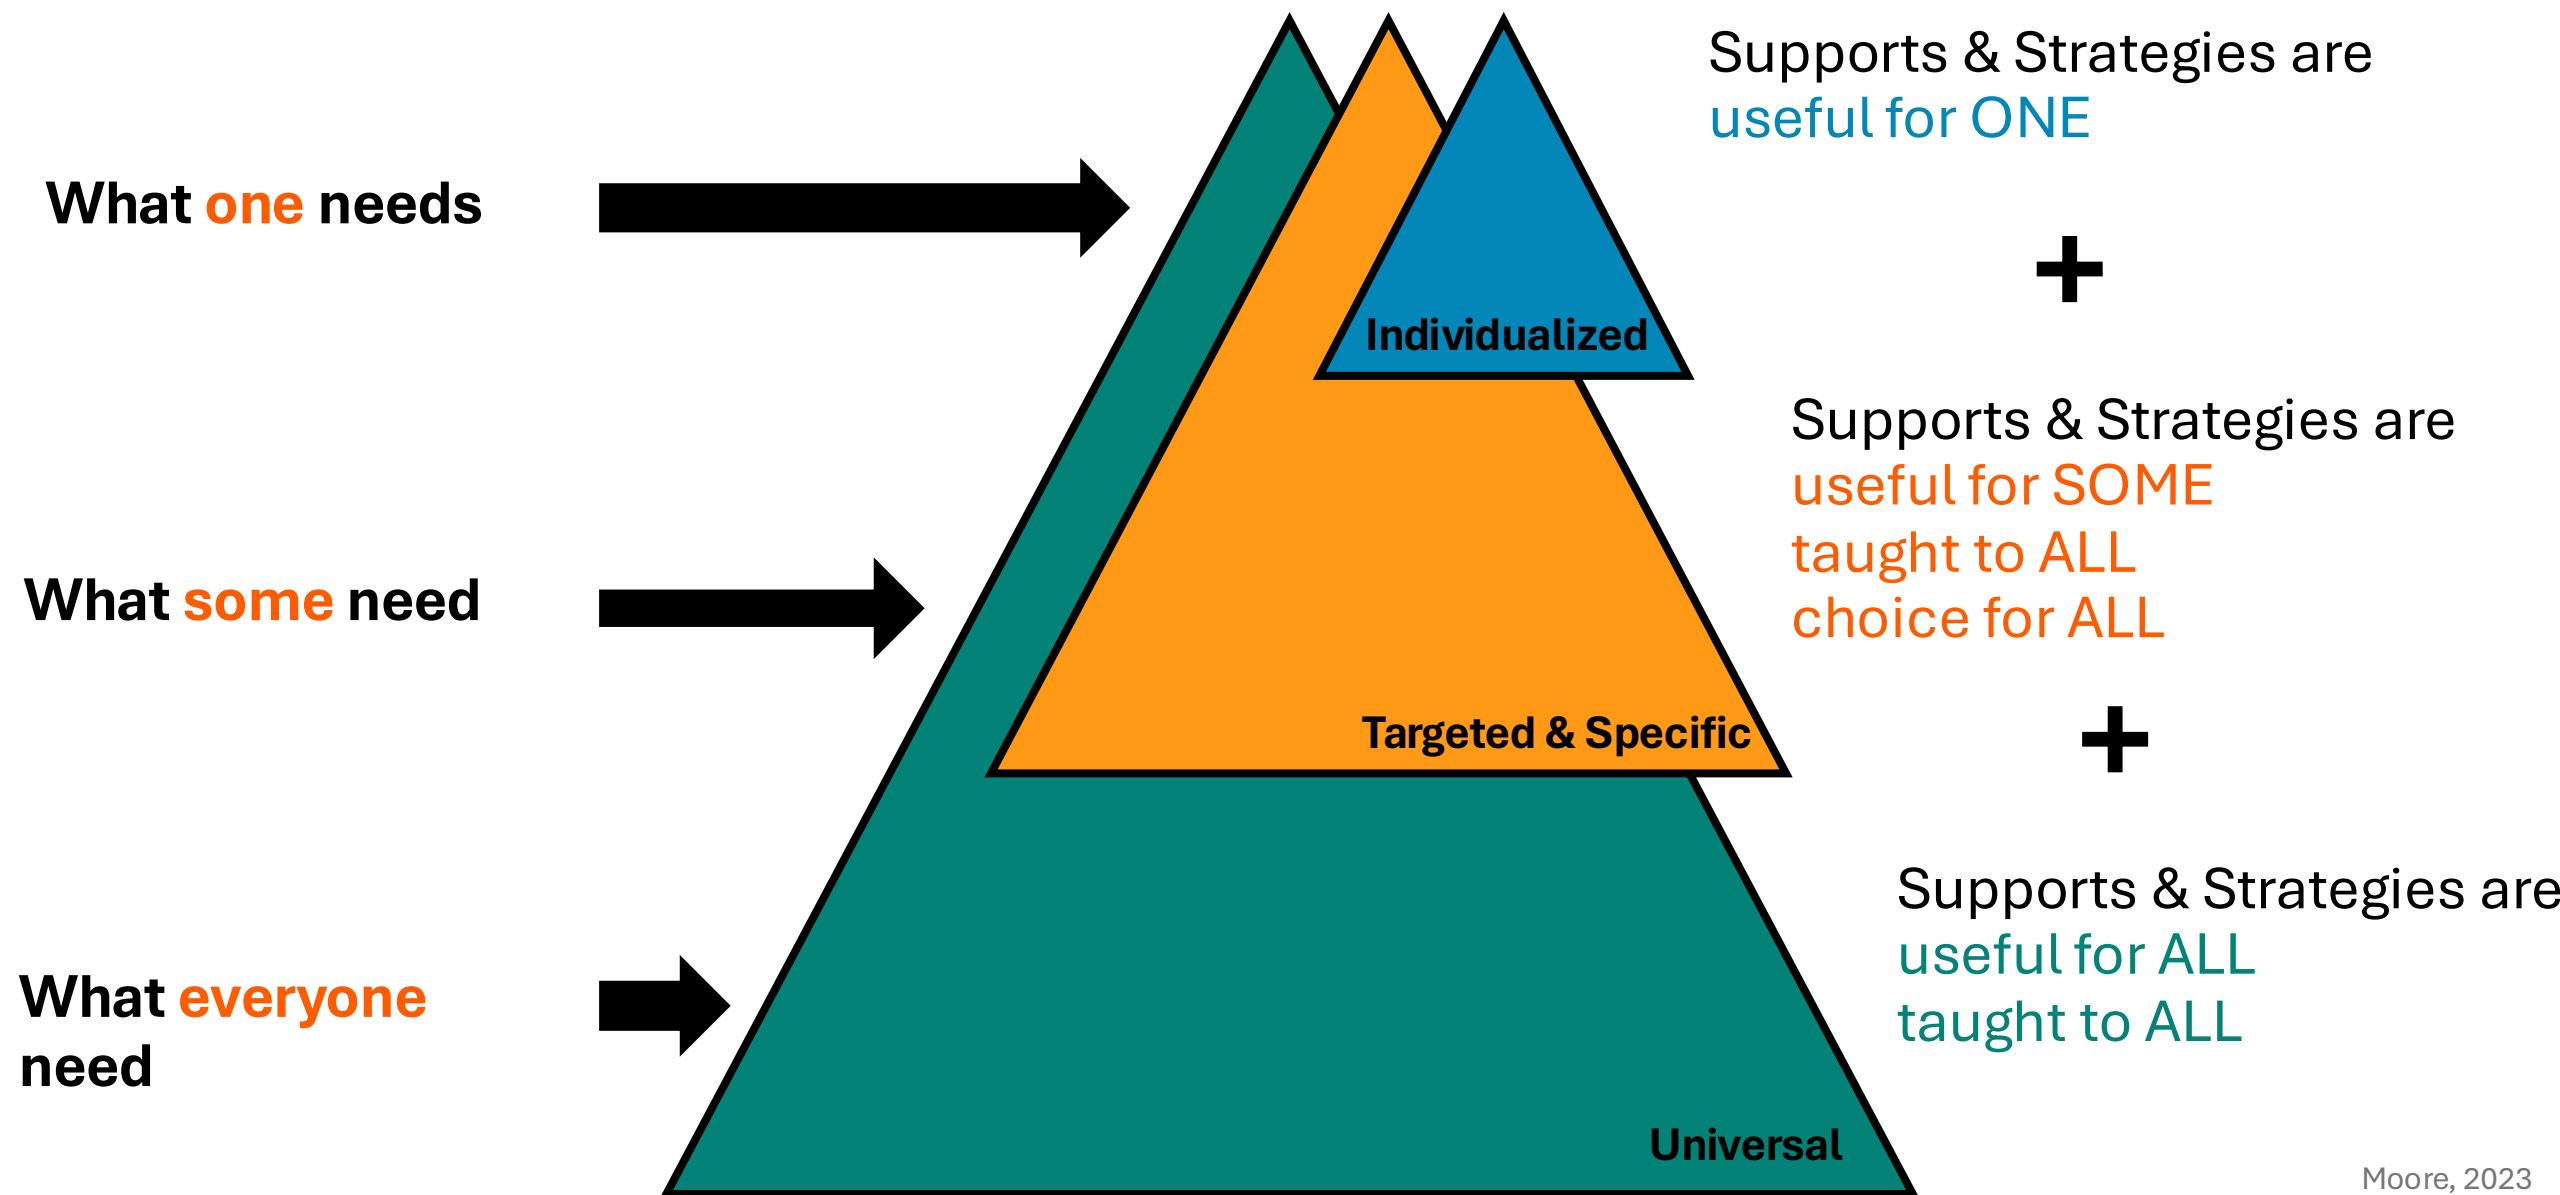 Supports & Strategies are
useful for ONE
What one needs
+
Individualized
Supports & Strategies are
useful for SOME
taught to ALL
choice for ALL
What some need
Targeted & Specific
+
Supports & Strategies are
useful for ALL
taught to ALL
What everyone
need
Universal
Moore, 2023